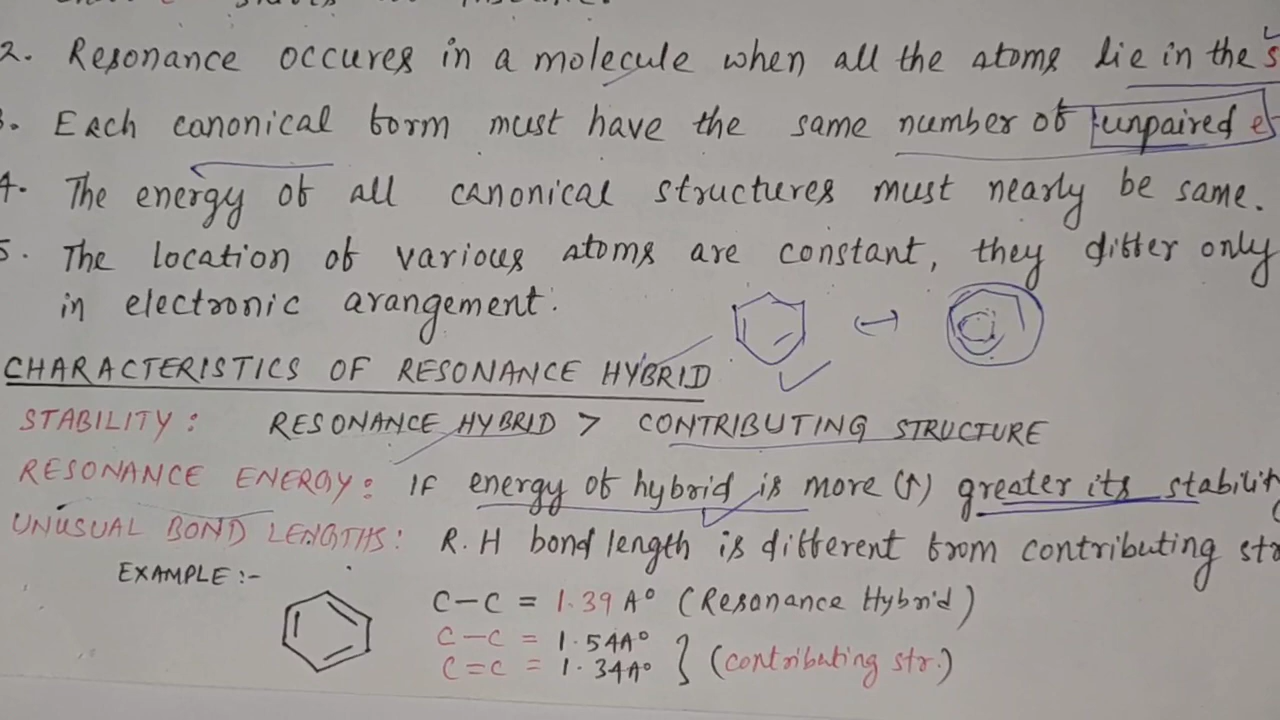 2. Resonance occures in a molecule when all the atoms lie in the s
3. Each canonical form must have the same number of unpaired e
4. The energy of all canonical structures must nearly be same.
5. The location of various atoms are constant, they differ only
in electronic arangement.
CHARACTERISTICS OF RESONANCE HYBRID
STABILITY: RESONANCE HYBRID > CONTRIBUTING STRUCTURE
RESONANCE ENERGY: IF energy of hybrid is more (↑) greater its stability
UNUSUAL BOND LENGTHS: R.H bond length is different from contributing str
EXAMPLE:-
C-C = 1.39 A° (Resonance Hybrid)
C-C = 1.54A°
C=C = 1.34A° } (contributing str.)